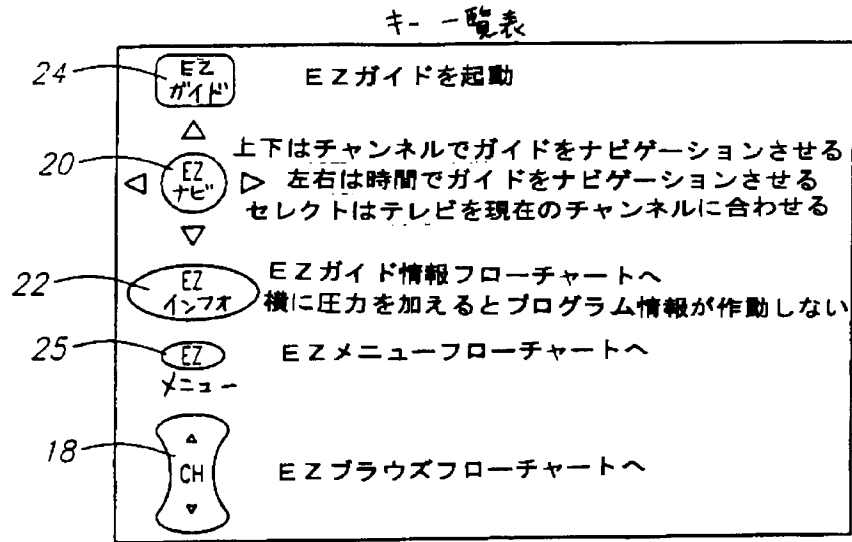 キー一覧表
24
EZ
ガイド
EZガイドを起動
20
EZ
ナビ
上下はチャンネルでガイドをナビゲーションさせる
左右は時間でガイドをナビゲーションさせる
セレクトはテレビを現在のチャンネルに合わせる
22
EZ
インフオ
EZガイド情報フローチャートへ
横に圧力を加えるとプログラム情報が作動しない
25
EZ
メニュー
EZメニューフローチャートへ
18
CH
EZブラウズフローチャートへ